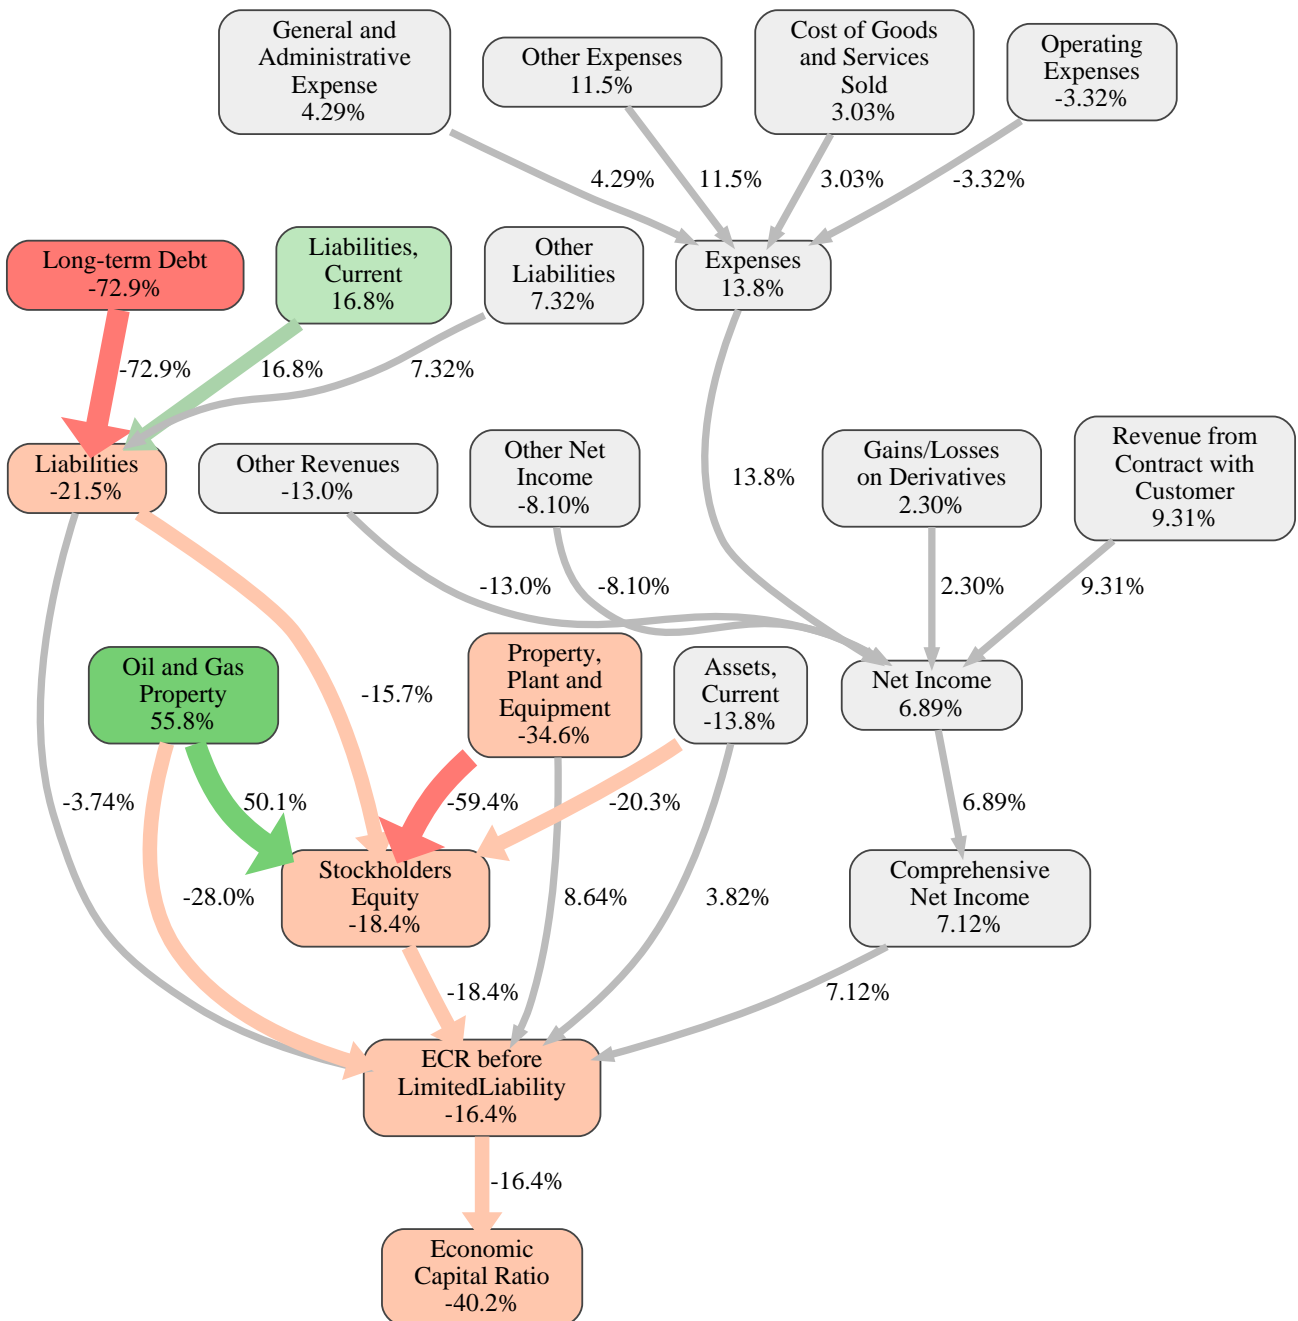 General and
Administrative
Expense
4.29%
Other Expenses
11.5%
Cost of Goods
and Services
Sold
3.03%
Operating
Expenses
-3.32%
4.29%
11.5%
3.03%
-3.32%
Long-term Debt
-72.9%
Liabilities,
Current
16.8%
Other
Liabilities
7.32%
Expenses
13.8%
-72.9%
16.8%
7.32%
Liabilities
-21.5%
Other Revenues
-13.0%
Other Net
Income
-8.10%
13.8%
Gains/Losses
on Derivatives
2.30%
Revenue from
Contract with
Customer
9.31%
-13.0%
-8.10%
2.30%
9.31%
Oil and Gas
Property
55.8%
-15.7%
Property,
Plant and
Equipment
-34.6%
Assets,
Current
-13.8%
Net Income
6.89%
-3.74%
50.1%
-59.4%
-20.3%
6.89%
Stockholders
Equity
-18.4%
Comprehensive
Net Income
7.12%
-28.0%
8.64%
3.82%
-18.4%
7.12%
ECR before
LimitedLiability
-16.4%
-16.4%
Economic
Capital Ratio
-40.2%